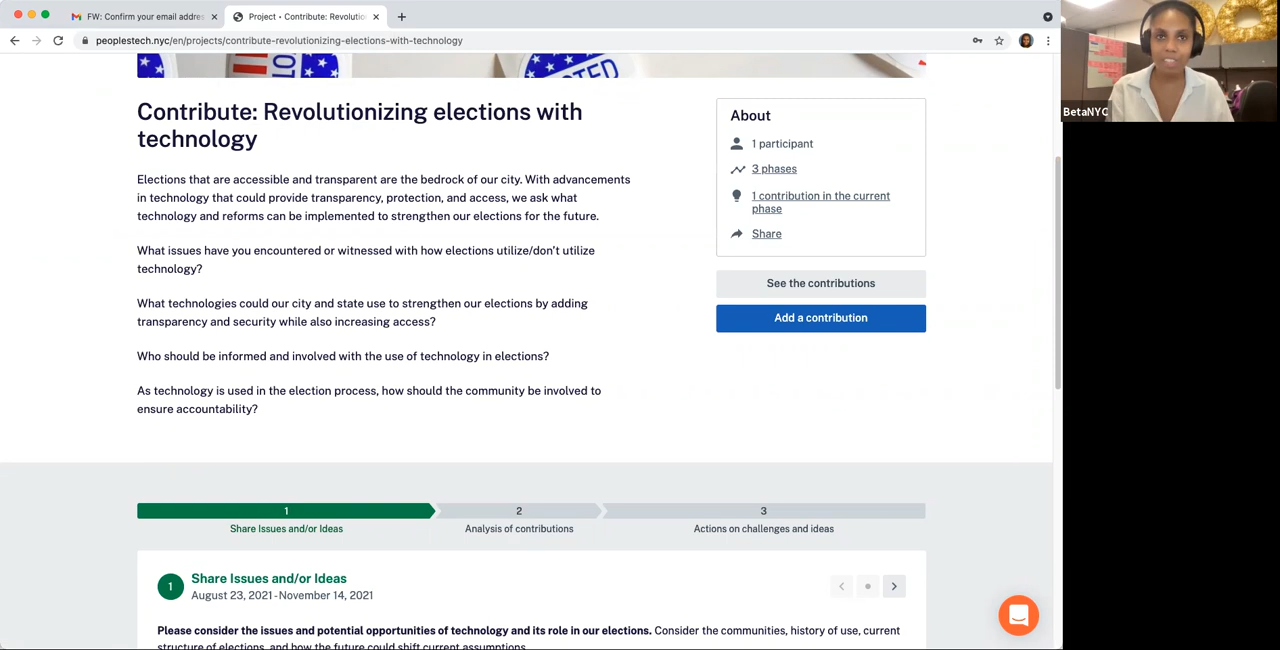 FW: Confirm your email addres
Project • Contribute: Revolutio
peoplestech.nyc/en/projects/contribute-revolutionizing-elections-with-technology
BetaNYC
VOTED
Contribute: Revolutionizing elections with
technology
Elections that are accessible and transparent are the bedrock of our city. With advancements
in technology that could provide transparency, protection, and access, we ask what
technology and reforms can be implemented to strengthen our elections for the future.
What issues have you encountered or witnessed with how elections utilize/don't utilize
technology?
What technologies could our city and state use to strengthen our elections by adding
transparency and security while also increasing access?
Who should be informed and involved with the use of technology in elections?
As technology is used in the election process, how should the community be involved to
ensure accountability?
About
1 participant
3 phases
1 contribution in the current
phase
Share
See the contributions
Add a contribution
1
2
3
Share Issues and/or Ideas
Analysis of contributions
Actions on challenges and ideas
1
Share Issues and/or Ideas
August 23, 2021 - November 14, 2021
Please consider the issues and potential opportunities of technology and its role in our elections. Consider the communities, history of use, current
structure of elections, and how the future could shift current assumptions.